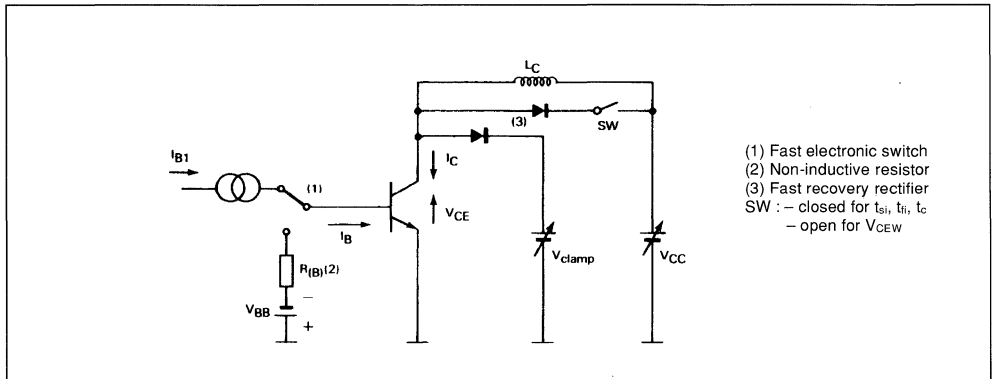 L_C
(3)
SW
I_B1
(1)
I_C
V_CE
I_B
R_(B)(2)
−
V_BB
+
V_clamp
V_CC
(1) Fast electronic switch
(2) Non-inductive resistor
(3) Fast recovery rectifier
SW : – closed for t_si, t_fi, t_c
– open for V_CEW